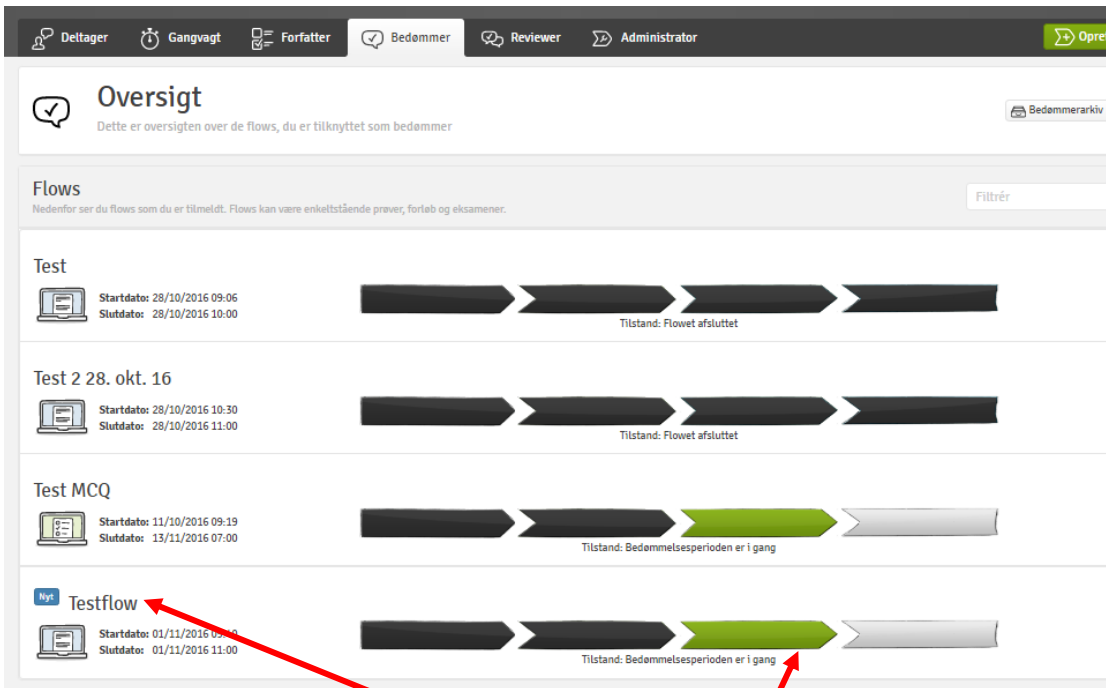 Deltager Gangvagt Forfatter Bedømmer Reviewer Administrator
Oversigt
Dette er oversigten over de flows, du er tilknyttet som bedømmer
Bedømmerarkiv
Flows
Nedenfor ser du flows som du er tilmeldt. Flows kan være enkeltstående prøver, forløb og eksamener.
Filtrér
Test
Startdato: 28/10/2016 09:06
Slutdato: 28/10/2016 10:00
Tilstand: Flowet afsluttet
Test 2 28. okt. 16
Startdato: 28/10/2016 10:30
Slutdato: 28/10/2016 11:00
Tilstand: Flowet afsluttet
Test MCQ
Startdato: 11/10/2016 09:19
Slutdato: 13/11/2016 07:00
Tilstand: Bedømmelsesperioden er i gang
Nyt Testflow
Startdato: 01/11/2016
Slutdato: 01/11/2016 11:00
Tilstand: Bedømmelsesperioden er i gang